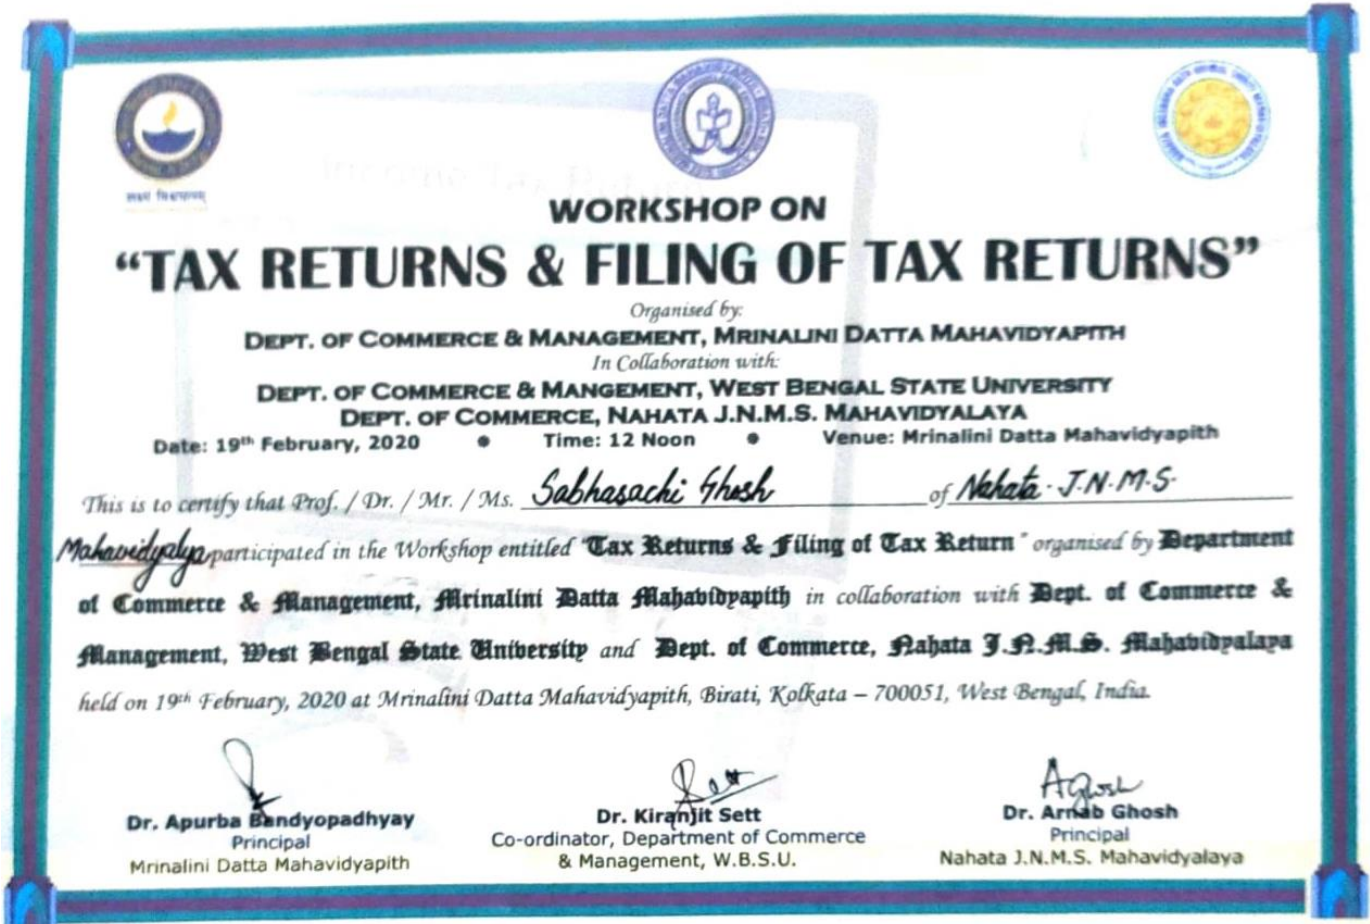 WORKSHOP ON
"TAX RETURNS & FILING OF TAX RETURNS"
Organised by:
DEPT. OF COMMERCE & MANAGEMENT, MRINALINI DATTA MAHAVIDYAPITH
In Collaboration with:
DEPT. OF COMMERCE & MANGEMENT, WEST BENGAL STATE UNIVERSITY
DEPT. OF COMMERCE, NAHATA J.N.M.S. MAHAVIDYALAYA
Date: 19th February, 2020 • Time: 12 Noon • Venue: Mrinalini Datta Mahavidyapith
This is to certify that Prof. / Dr. / Mr. / Ms. Sabhasachi Ghosh of Nahata J.N.M.S.
Mahavidyalya participated in the Workshop entitled "Tax Returns & Filing of Tax Return" organised by Department
of Commerce & Management, Mrinalini Datta Mahavidyapith in collaboration with Dept. of Commerce &
Management, West Bengal State University and Dept. of Commerce, Nahata J.N.M.S. Mahavidyalaya
held on 19th February, 2020 at Mrinalini Datta Mahavidyapith, Birati, Kolkata – 700051, West Bengal, India.
Sett
AGhosh
Dr. Apurba Bandyopadhyay
Dr. Kiranjit Sett
Dr. Arnab Ghosh
Principal
Co-ordinator, Department of Commerce
Principal
Mrinalini Datta Mahavidyapith
& Management, W.B.S.U.
Nahata J.N.M.S. Mahavidyalaya